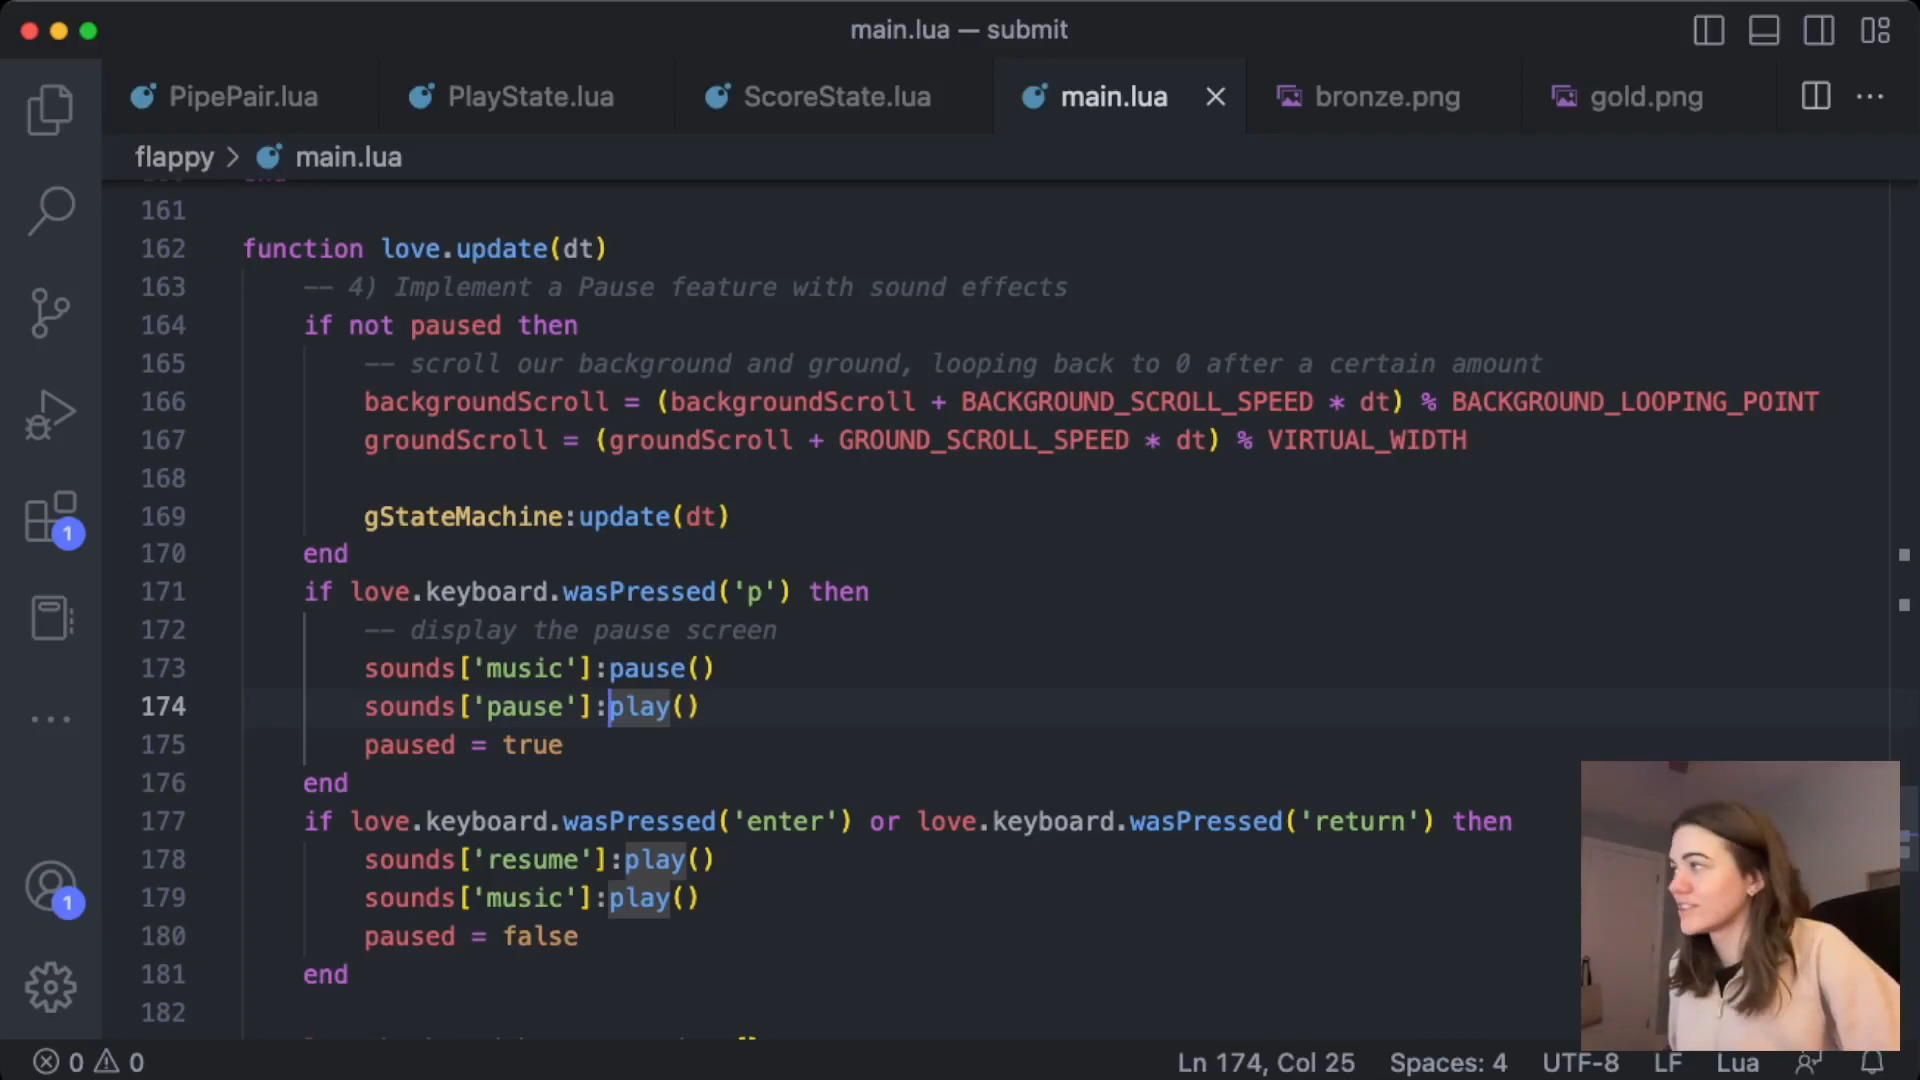 main.lua — submit
PipePair.lua
PlayState.lua
ScoreState.lua
main.lua
bronze.png
gold.png
flappy > main.lua
161
162 function love.update(dt)
163 -- 4) Implement a Pause feature with sound effects
164 if not paused then
165 -- scroll our background and ground, looping back to 0 after a certain amount
166 backgroundScroll = (backgroundScroll + BACKGROUND_SCROLL_SPEED * dt) % BACKGROUND_LOOPING_POINT
167 groundScroll = (groundScroll + GROUND_SCROLL_SPEED * dt) % VIRTUAL_WIDTH
168
169 gStateMachine:update(dt)
170 end
171 if love.keyboard.wasPressed('p') then
172 -- display the pause screen
173 sounds['music']:pause()
174 sounds['pause']:play()
175 paused = true
176 end
177 if love.keyboard.wasPressed('enter') or love.keyboard.wasPressed('return') then
178 sounds['resume']:play()
179 sounds['music']:play()
180 paused = false
181 end
182
1
1
0 0
Ln 174, Col 25
Spaces: 4
UTF-8
LF
Lua